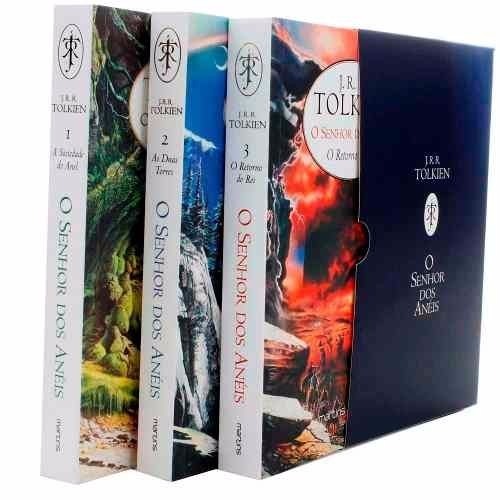 J.R.R.
TOLKIEN
1
A Sociedade
do Anel
O SENHOR DOS ANÉIS
martins
J.R.R.
TOLKIEN
2
As Duas
Torres
O SENHOR DOS ANÉIS
martins
J.R.R.
TOLKIEN
3
O Retorno
do Rei
O SENHOR DOS ANÉIS
martins
J.R.
TOLK
O SENHOR D
O Retorno
J.R.R.
TOLKIEN
O
SENHOR
DOS
ANÉIS